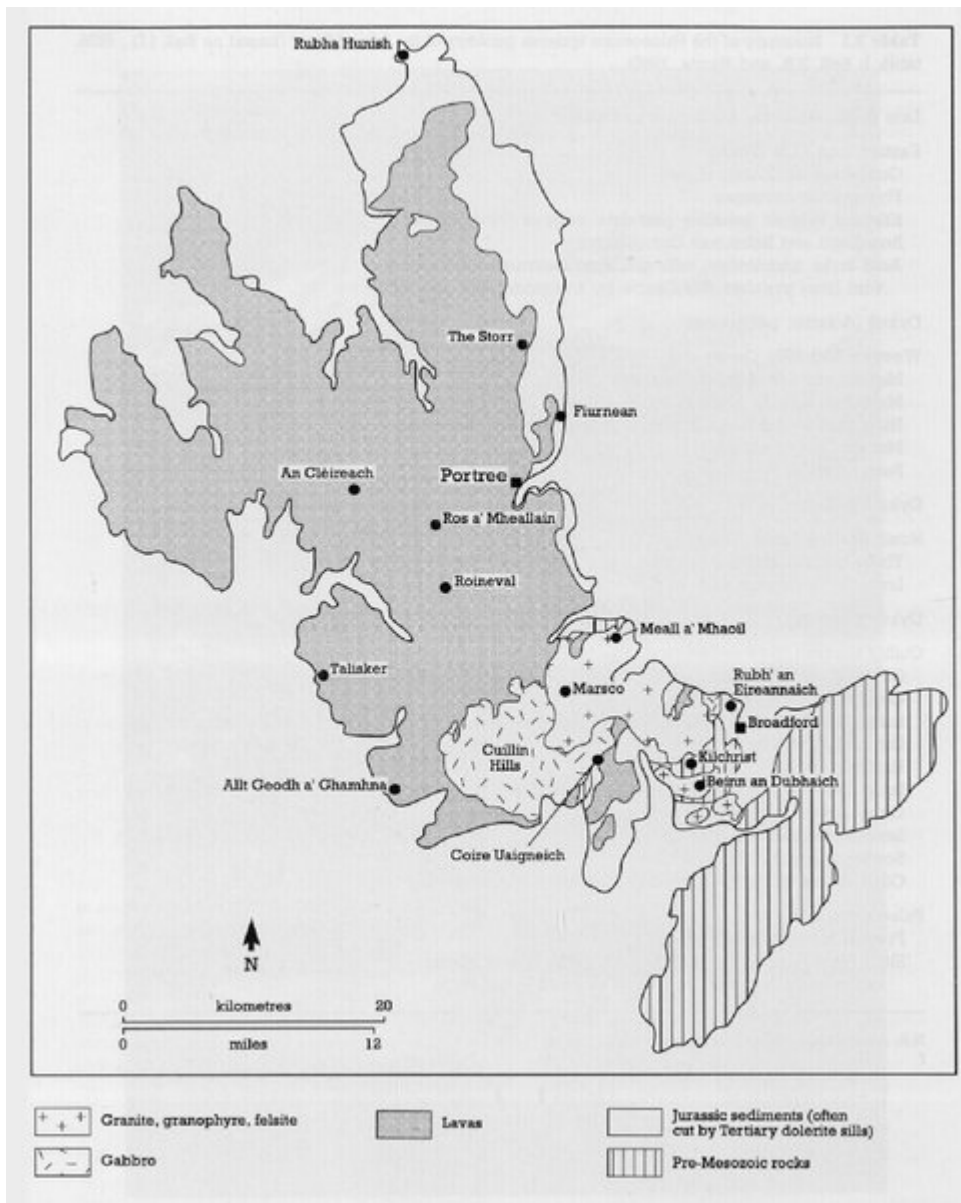 Rubha Hunish
The Storr
Fiurnean
An Clèireach
Portree
Ros a' Mheallain
Roineval
Meall a' Mhaoil
Talisker
Marsco
Rubh' an
Eireannaich
Broadford
Cuillin
Hills
Kilchrist
Allt Geodh a' Ghamhna
Beinn an Dubhaich
Coire Uaigneich
N
0 kilometres 20
0 miles 12
Granite, granophyre, felsite
Lavas
Jurassic sediments (often
cut by Tertiary dolerite sills)
Gabbro
Pre-Mesozoic rocks